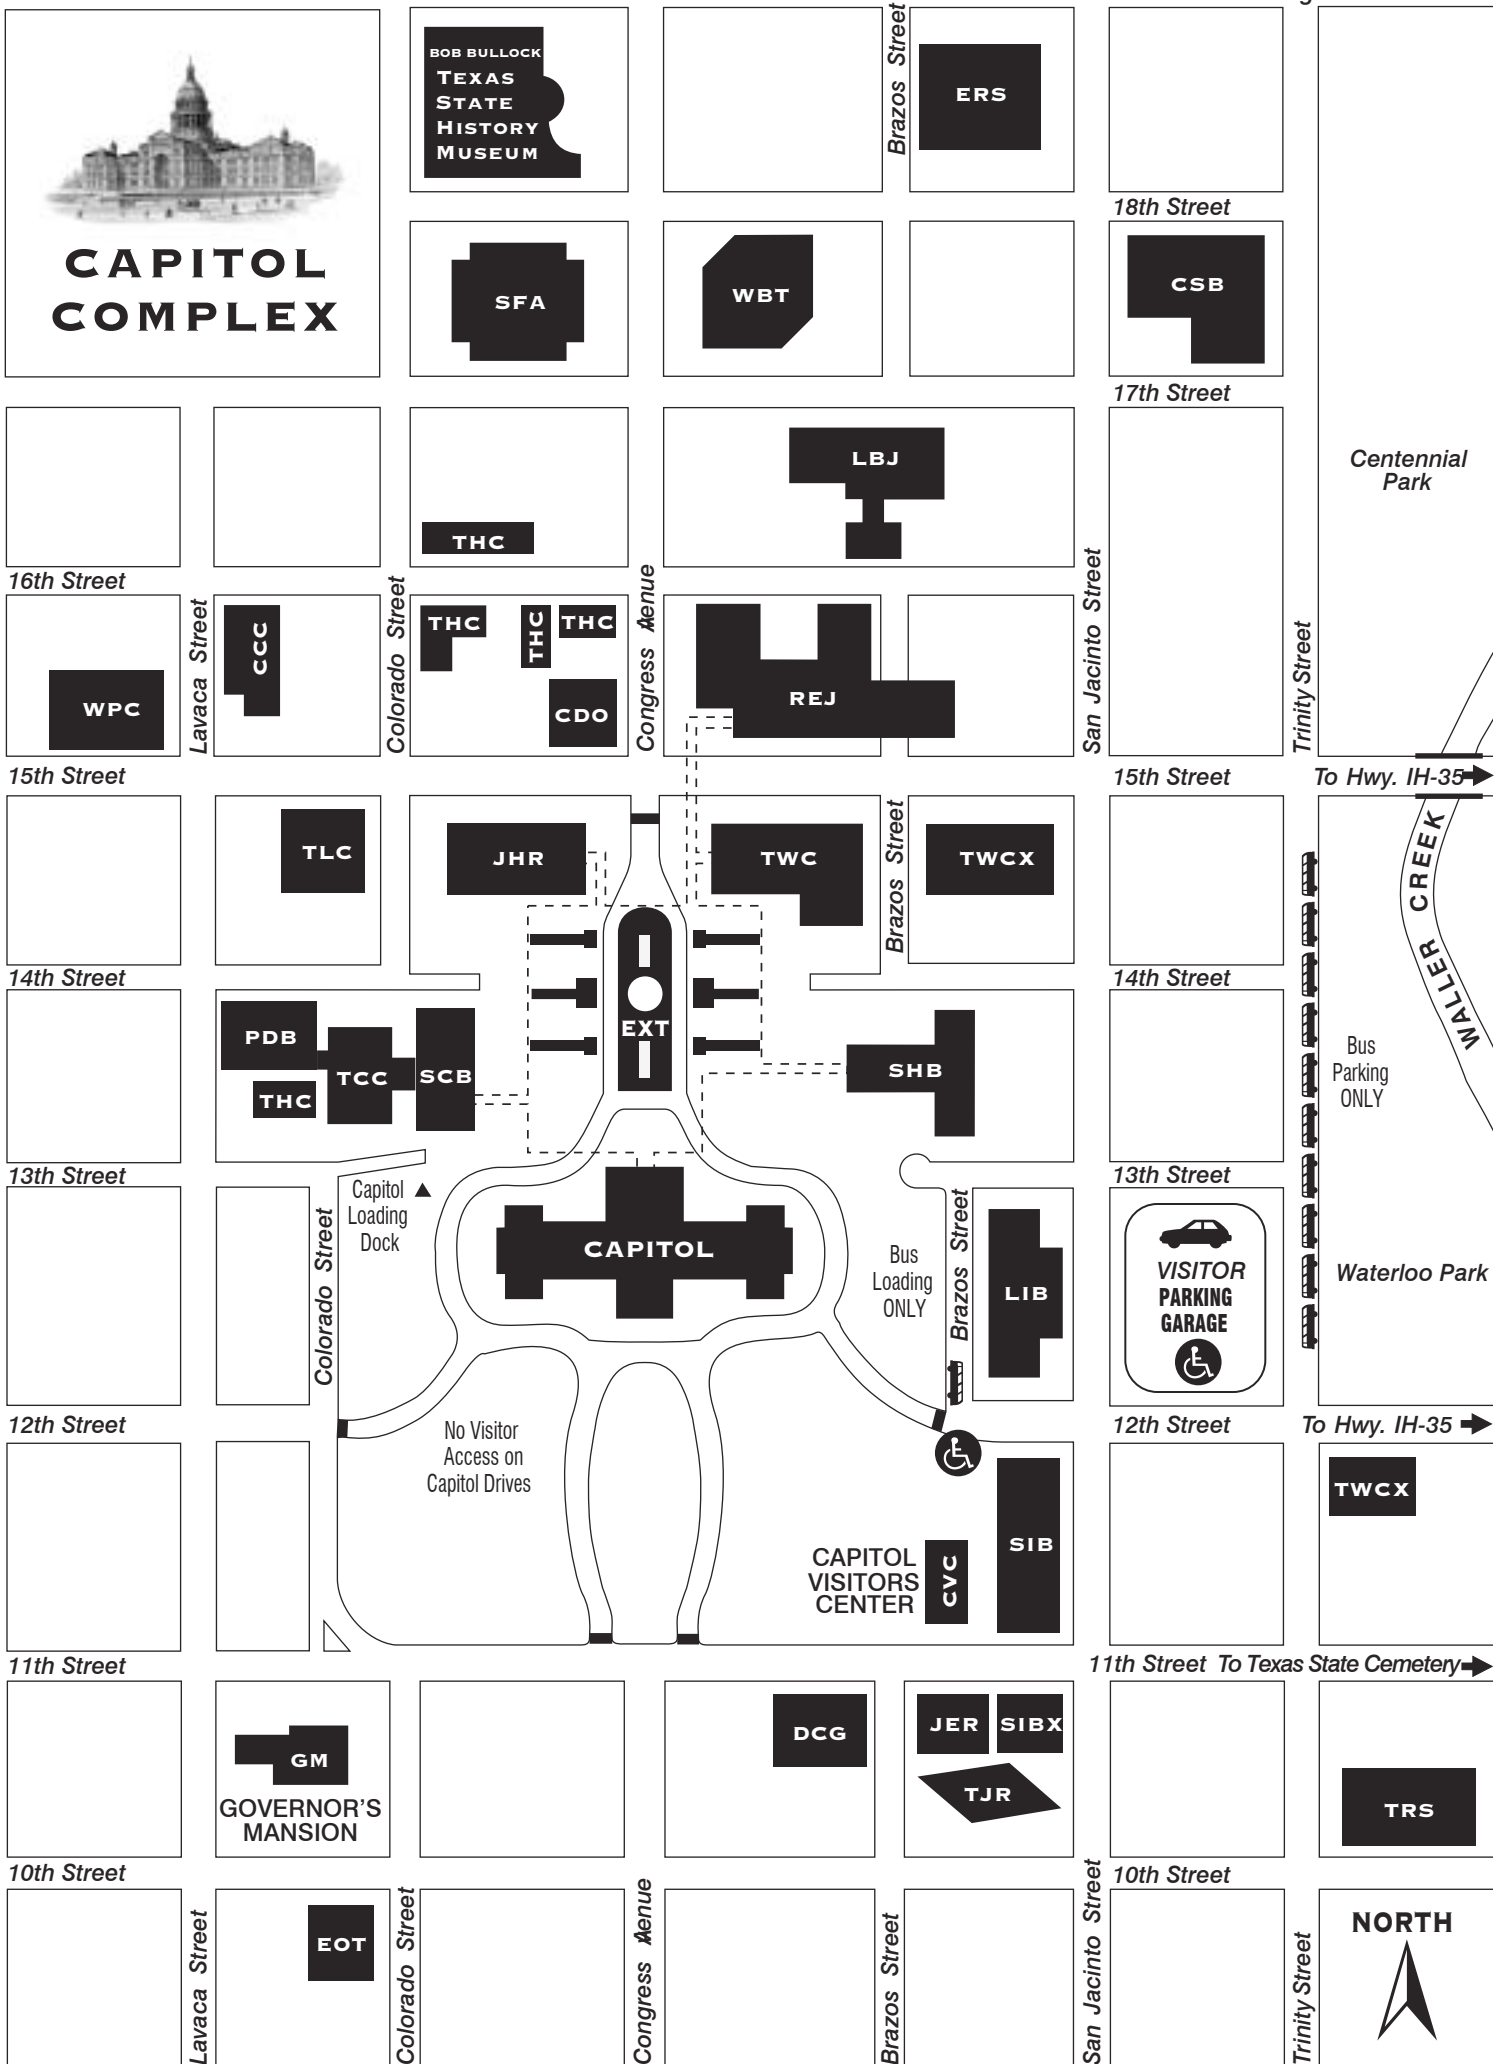 BOB BULLOCK
TEXAS
STATE
HISTORY
MUSEUM
Brazos Street
ERS
18th Street
CAPITOL
COMPLEX
SFA
WBT
CSB
17th Street
LBJ
Centennial
Park
THC
16th Street
Lavaca Street
CCC
Colorado Street
THC
THC
THC
Congress Avenue
San Jacinto Street
Trinity Street
WPC
CDO
REJ
15th Street
15th Street
To Hwy. IH-35
TLC
JHR
TWC
Brazos Street
TWCX
WALLER CREEK
14th Street
14th Street
PDB
TCC
SCB
THC
EXT
SHB
Bus
Parking
ONLY
13th Street
13th Street
Capitol
Loading
Dock
Colorado Street
CAPITOL
Bus
Loading
ONLY
Brazos Street
LIB
VISITOR
PARKING
GARAGE
Waterloo Park
12th Street
12th Street
To Hwy. IH-35
No Visitor
Access on
Capitol Drives
TWCX
CAPITOL
VISITORS
CENTER
CVC
SIB
11th Street
11th Street To Texas State Cemetery
GM
GOVERNOR'S
MANSION
DCG
JER
SIBX
TJR
TRS
10th Street
10th Street
Lavaca Street
EOT
Colorado Street
Congress Avenue
Brazos Street
San Jacinto Street
Trinity Street
NORTH